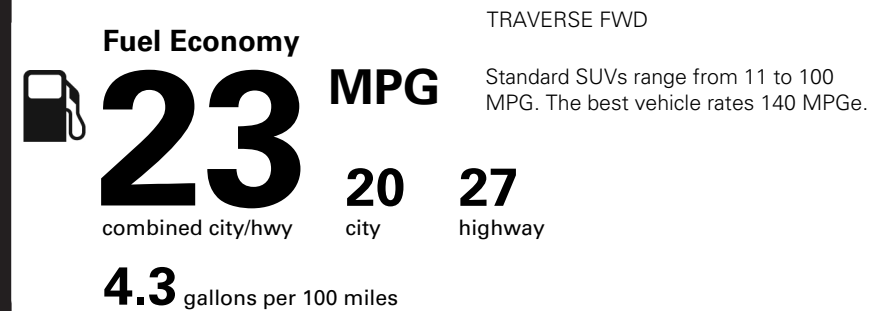 TRAVERSE FWD
Fuel Economy
23 MPG
Standard SUVs range from 11 to 100
MPG. The best vehicle rates 140 MPGe.
20 27
combined city/hwy city highway
4.3 gallons per 100 miles